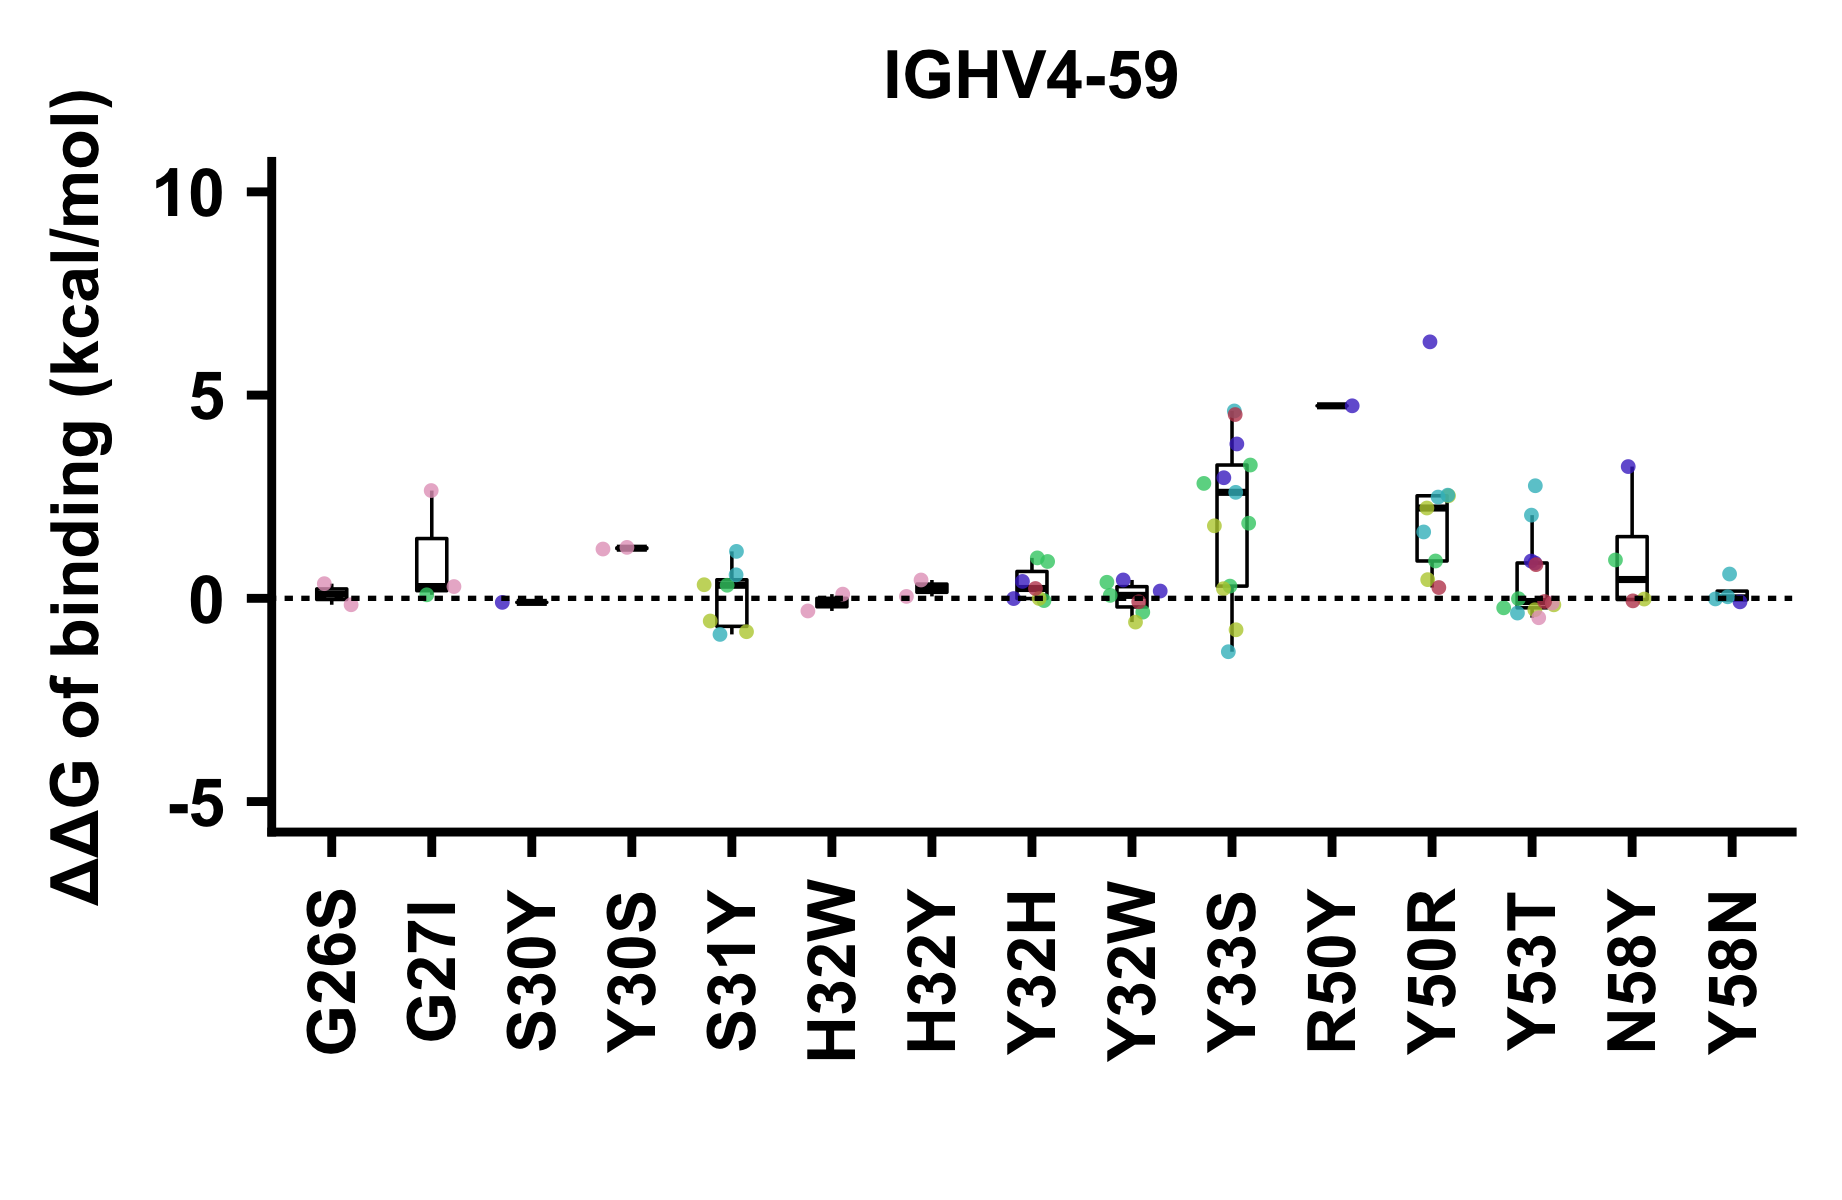 IGHV4-59
ΔΔG of binding (kcal/mol)
10
5
0
-5
G26S
G27I
S30Y
Y30S
S31Y
H32W
H32Y
Y32H
Y32W
Y33S
R50Y
Y50R
Y53T
N58Y
Y58N